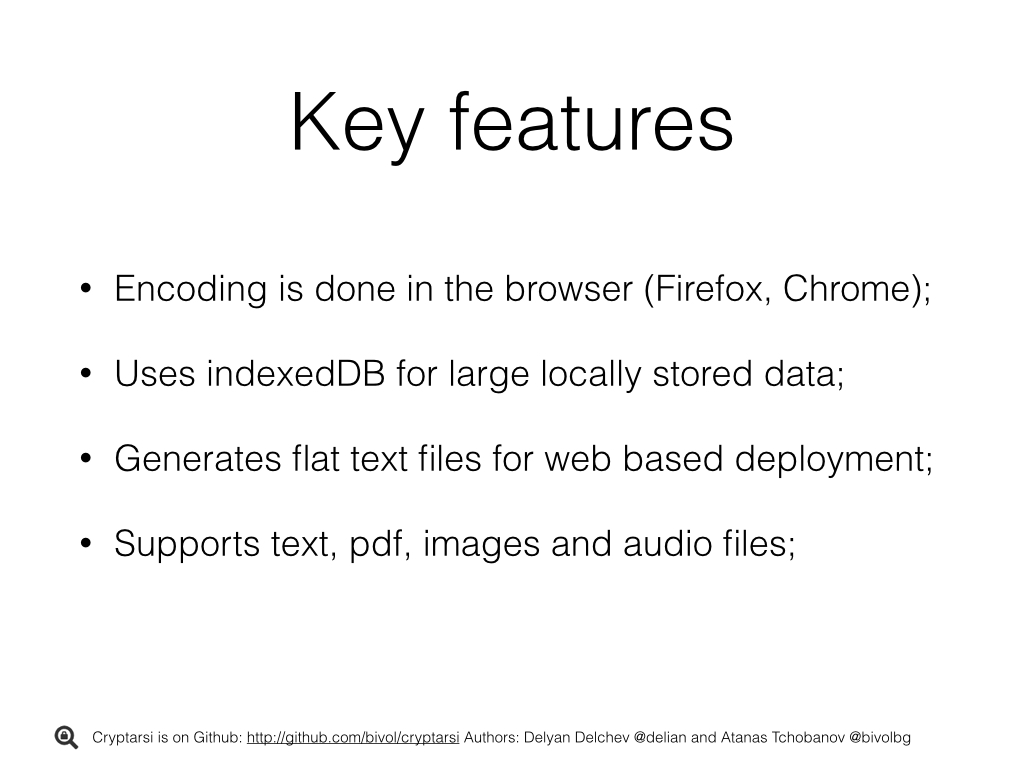 Key features
• Encoding is done in the browser (Firefox, Chrome);
• Uses indexedDB for large locally stored data;
• Generates flat text files for web based deployment;
• Supports text, pdf, images and audio files;
Cryptarsi is on Github: http://github.com/bivol/cryptarsi Authors: Delyan Delchev @delian and Atanas Tchobanov @bivolbg